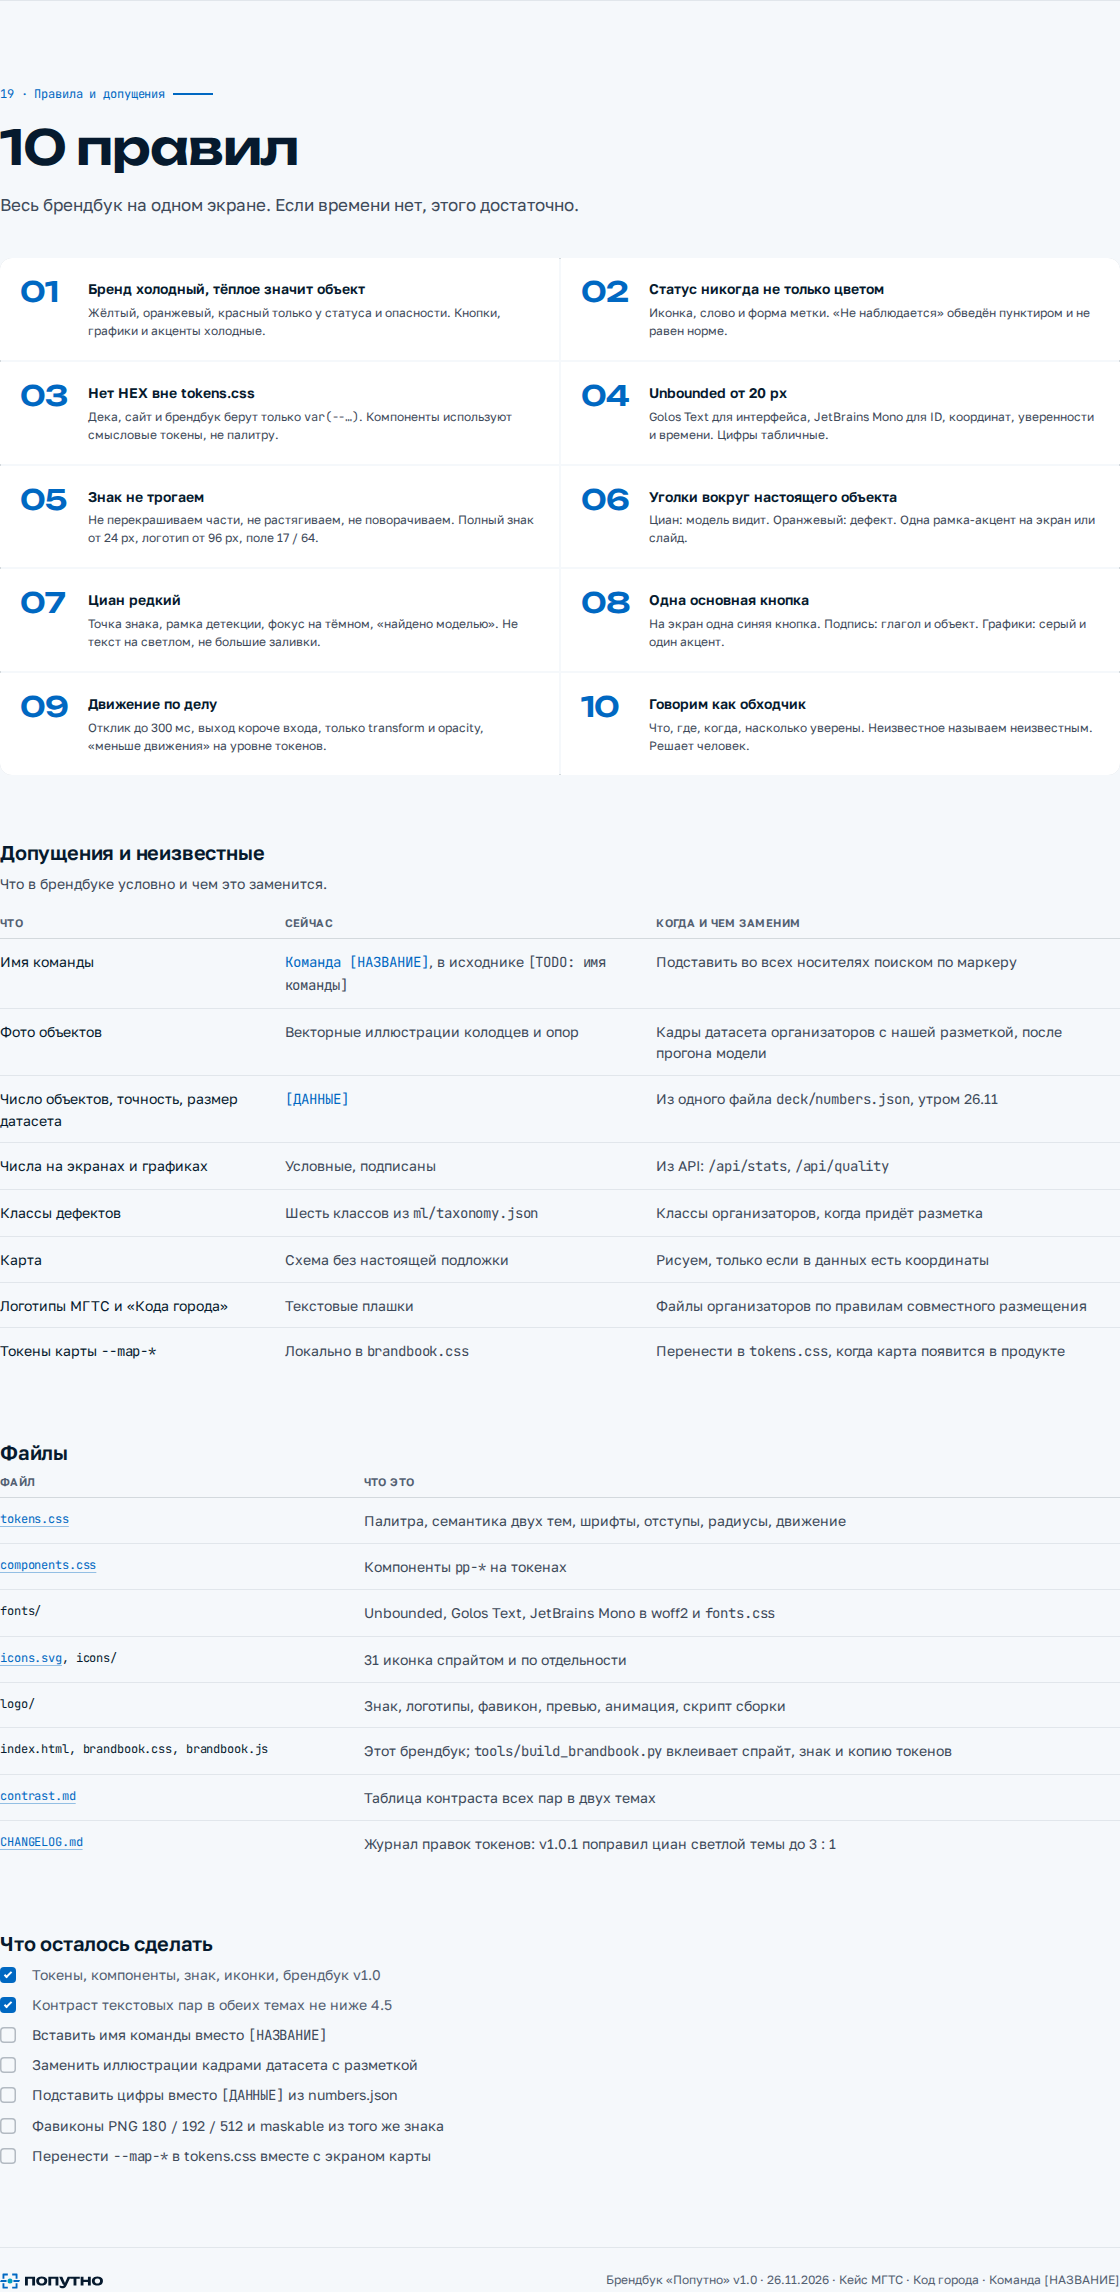 19 · Правила и допущения
10 правил
Весь брендбук на одном экране. Если времени нет, этого достаточно.
01
Бренд холодный, тёплое значит объект
Жёлтый, оранжевый, красный только у статуса и опасности. Кнопки,
графики и акценты холодные.
02
Статус никогда не только цветом
Иконка, слово и форма метки. «Не наблюдается» обведён пунктиром и не
равен норме.
03
Нет HEX вне tokens.css
Дека, сайт и брендбук берут только var(--…). Компоненты используют
смысловые токены, не палитру.
04
Unbounded от 20 px
Golos Text для интерфейса, JetBrains Mono для ID, координат, уверенности
и времени. Цифры табличные.
05
Знак не трогаем
Не перекрашиваем части, не растягиваем, не поворачиваем. Полный знак
от 24 px, логотип от 96 px, поле 17 / 64.
06
Уголки вокруг настоящего объекта
Циан: модель видит. Оранжевый: дефект. Одна рамка-акцент на экран или
слайд.
07
Циан редкий
Точка знака, рамка детекции, фокус на тёмном, «найдено моделью». Не
текст на светлом, не большие заливки.
08
Одна основная кнопка
На экран одна синяя кнопка. Подпись: глагол и объект. Графики: серый и
один акцент.
09
Движение по делу
Отклик до 300 мс, выход короче входа, только transform и opacity,
«меньше движения» на уровне токенов.
10
Говорим как обходчик
Что, где, когда, насколько уверены. Неизвестное называем неизвестным.
Решает человек.
Допущения и неизвестные
Что в брендбуке условно и чем это заменится.
ЧТО СЕЙЧАС КОГДА И ЧЕМ ЗАМЕНИМ
Имя команды Команда [НАЗВАНИЕ], в исходнике [TODO: имя Подставить во всех носителях поиском по маркеру
команды]
Фото объектов Векторные иллюстрации колодцев и опор Кадры датасета организаторов с нашей разметкой, после
прогона модели
Число объектов, точность, размер [ДАННЫЕ] Из одного файла deck/numbers.json, утром 26.11
датасета
Числа на экранах и графиках Условные, подписаны Из API: /api/stats, /api/quality
Классы дефектов Шесть классов из ml/taxonomy.json Классы организаторов, когда придёт разметка
Карта Схема без настоящей подложки Рисуем, только если в данных есть координаты
Логотипы МГТС и «Кода города» Текстовые плашки Файлы организаторов по правилам совместного размещения
Токены карты --map-* Локально в brandbook.css Перенести в tokens.css, когда карта появится в продукте
Файлы
ФАЙЛ ЧТО ЭТО
tokens.css Палитра, семантика двух тем, шрифты, отступы, радиусы, движение
components.css Компоненты pp-* на токенах
fonts/ Unbounded, Golos Text, JetBrains Mono в woff2 и fonts.css
icons.svg, icons/ 31 иконка спрайтом и по отдельности
logo/ Знак, логотипы, фавикон, превью, анимация, скрипт сборки
index.html, brandbook.css, brandbook.js Этот брендбук; tools/build_brandbook.py вклеивает спрайт, знак и копию токенов
contrast.md Таблица контраста всех пар в двух темах
CHANGELOG.md Журнал правок токенов: v1.0.1 поправил циан светлой темы до 3 : 1
Что осталось сделать
Токены, компоненты, знак, иконки, брендбук v1.0
Контраст текстовых пар в обеих темах не ниже 4.5
Вставить имя команды вместо [НАЗВАНИЕ]
Заменить иллюстрации кадрами датасета с разметкой
Подставить цифры вместо [ДАННЫЕ] из numbers.json
Фавиконы PNG 180 / 192 / 512 и maskable из того же знака
Перенести --map-* в tokens.css вместе с экраном карты
ПОПУТНО
Брендбук «Попутно» v1.0 · 26.11.2026 · Кейс МГТС · Код города · Команда [НАЗВАНИЕ]